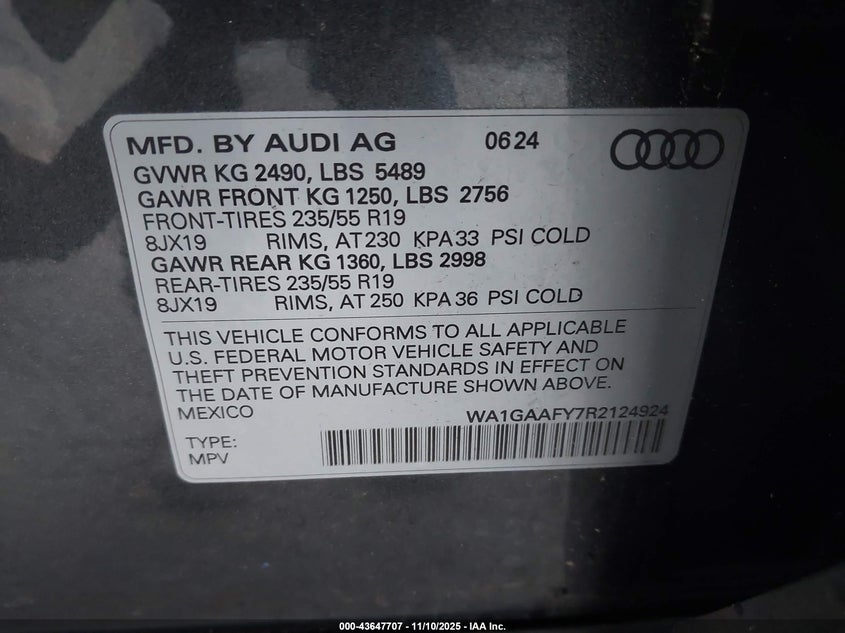 MFD. BY AUDI AG 0624
GVWR KG 2490, LBS 5489
GAWR FRONT KG 1250, LBS 2756
FRONT-TIRES 235/55 R19
8JX19 RIMS, AT 230 KPA 33 PSI COLD
GAWR REAR KG 1360, LBS 2998
REAR-TIRES 235/55 R19
8JX19 RIMS, AT 250 KPA 36 PSI COLD
THIS VEHICLE CONFORMS TO ALL APPLICABLE
U.S. FEDERAL MOTOR VEHICLE SAFETY AND
THEFT PREVENTION STANDARDS IN EFFECT ON
THE DATE OF MANUFACTURE SHOWN ABOVE.
MEXICO WA1GAAFY7R2124924
TYPE:
MPV
000-43647707 - 11/10/2025 - IAA Inc.